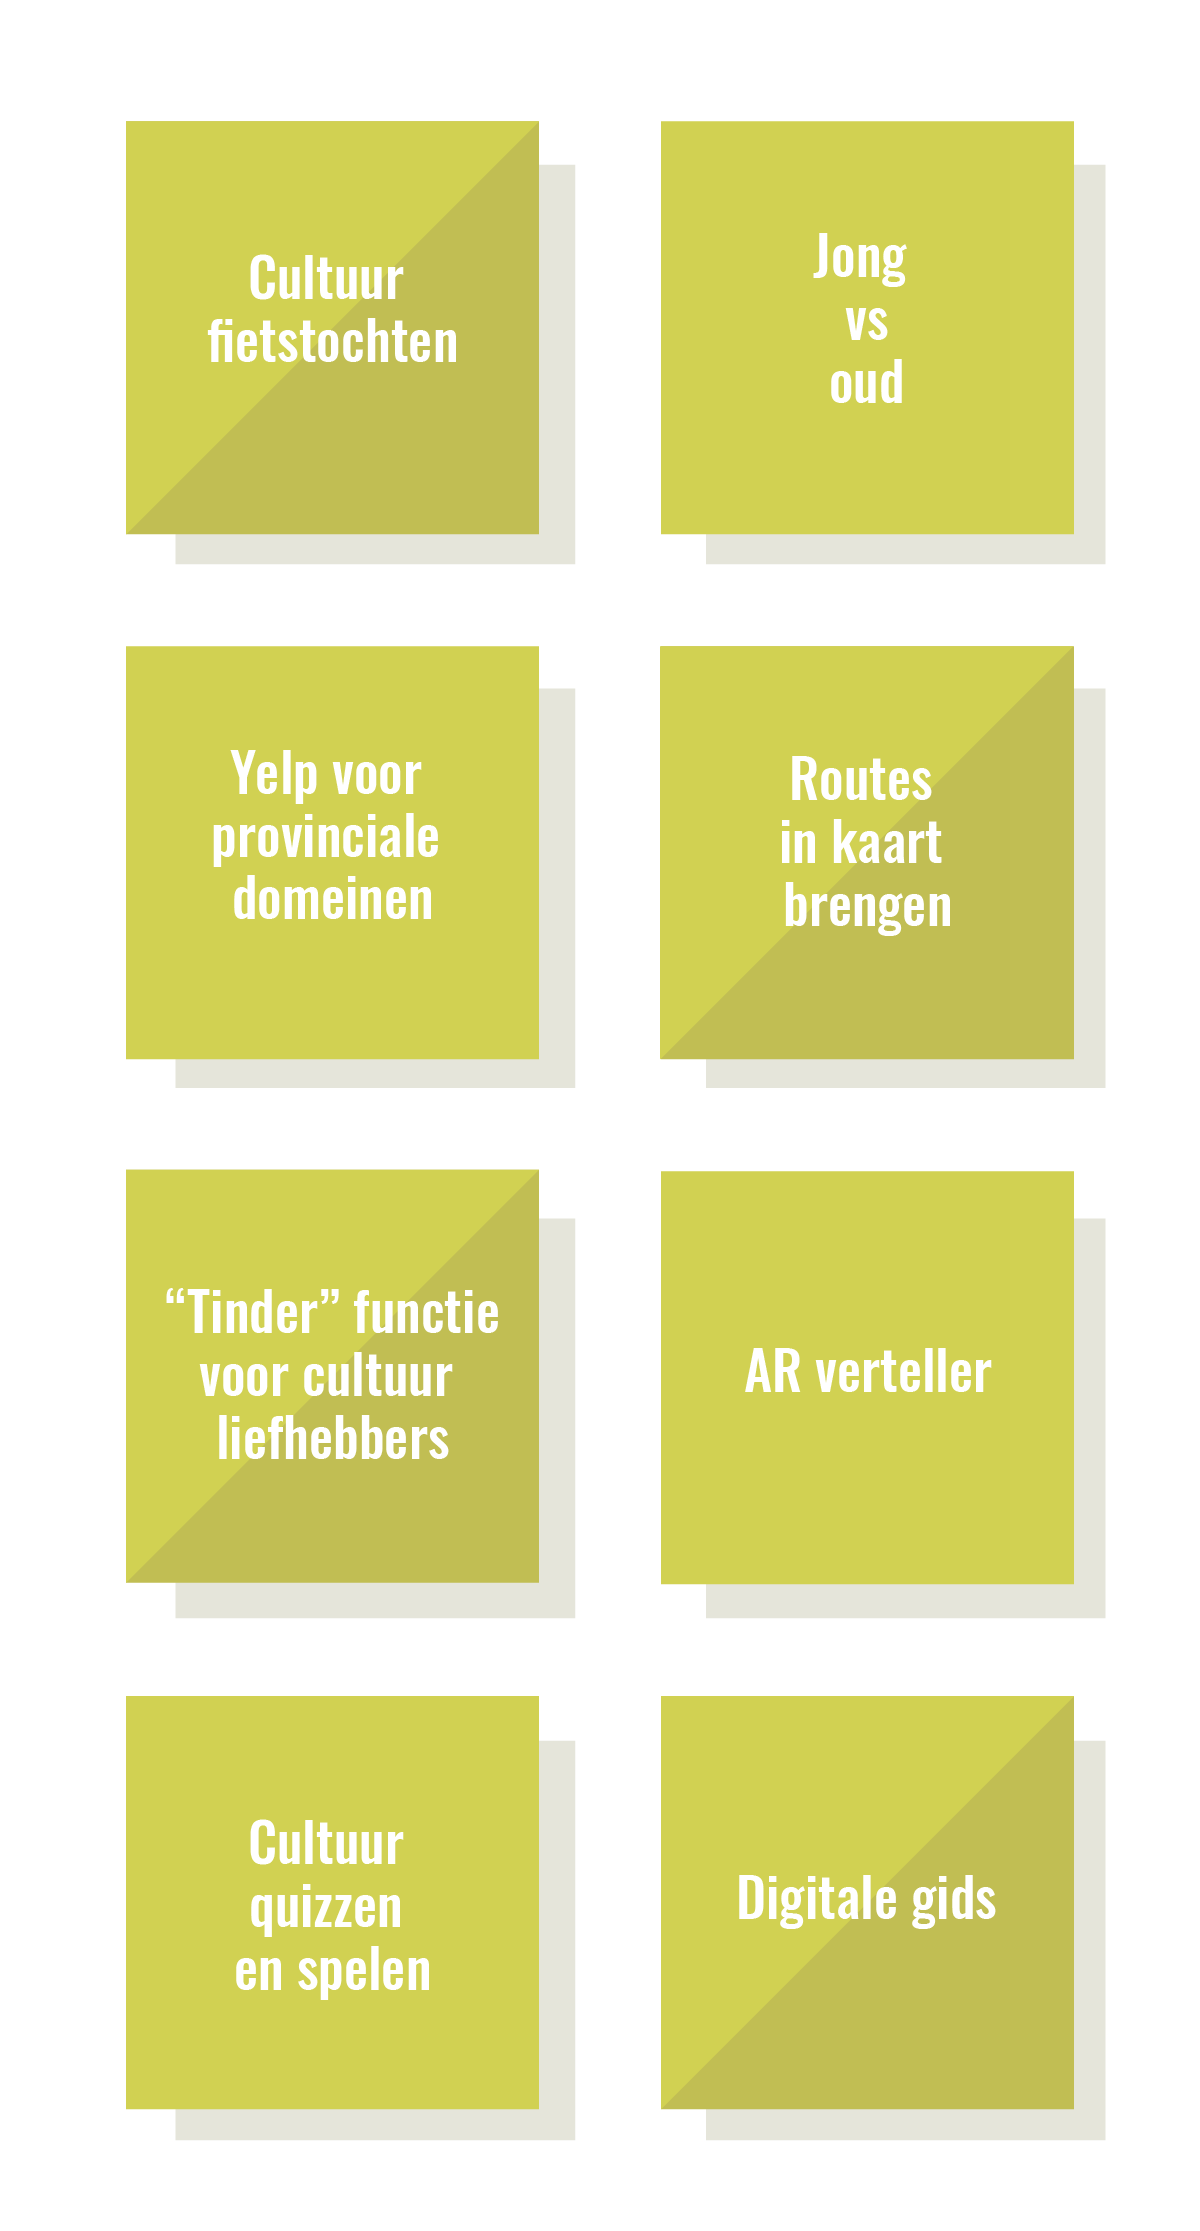 Cultuur
fietstochten
Jong
vs
oud
Yelp voor
provinciale
domeinen
Routes
in kaart
brengen
“Tinder” functie
voor cultuur
liefhebbers
AR verteller
Cultuur
quizzen
en spelen
Digitale gids